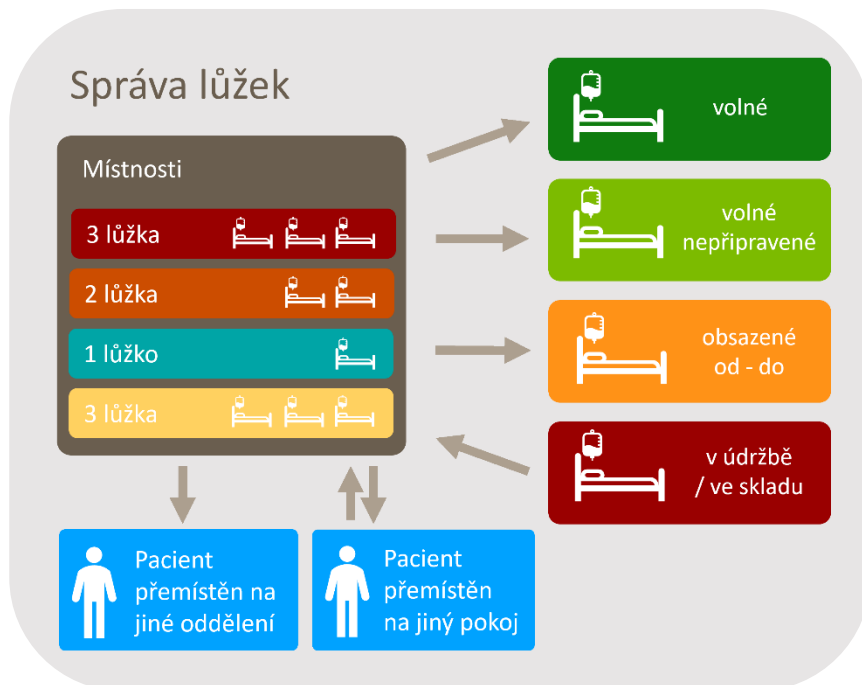 Správa lůžek
Místnosti
3 lůžka
2 lůžka
1 lůžko
3 lůžka
volné
volné
nepřipravené
obsazené
od - do
v údržbě
/ ve skladu
Pacient
přemístěn na
jiné oddělení
Pacient
přemístěn
na jiný pokoj